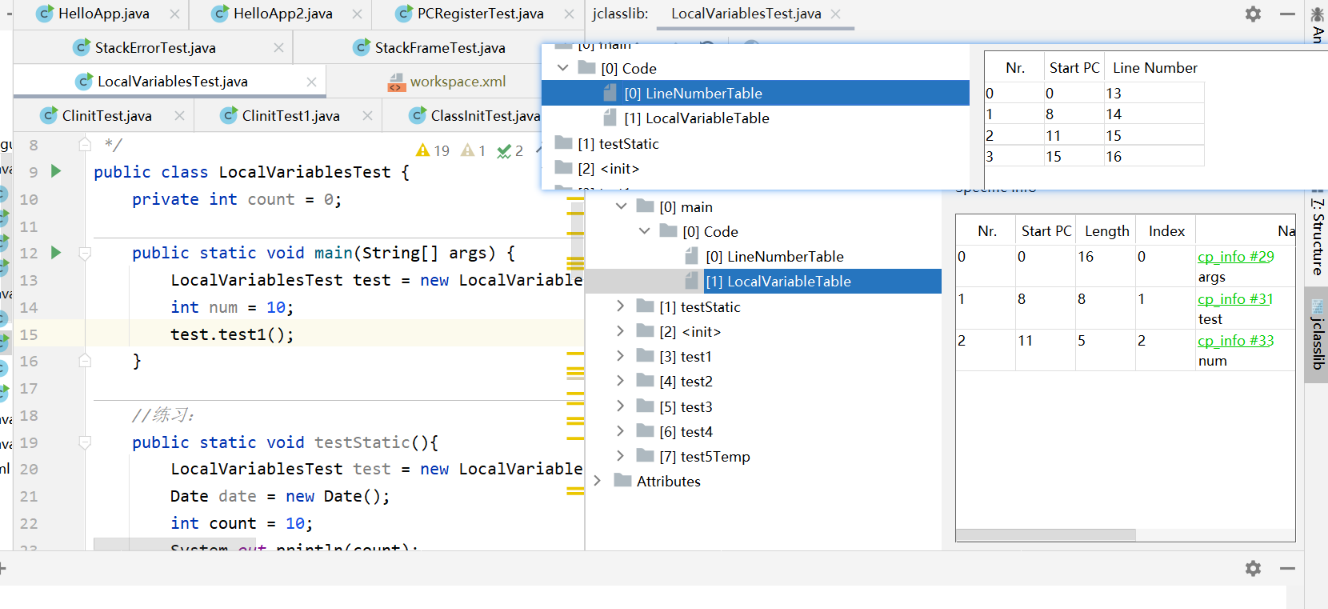 HelloApp.java
HelloApp2.java
PCRegisterTest.java
jclasslib:
LocalVariablesTest.java
StackErrorTest.java
StackFrameTest.java
LocalVariablesTest.java
workspace.xml
ClinitTest.java
ClinitTest1.java
ClassInitTest.java
19 1 2
8 */
9 public class LocalVariablesTest {
10 private int count = 0;
11
12 public static void main(String[] args) {
13 LocalVariablesTest test = new LocalVariable
14 int num = 10;
15 test.test1();
16 }
17
18 //练习:
19 public static void testStatic(){
20 LocalVariablesTest test = new LocalVariable
21 Date date = new Date();
22 int count = 10;
23 System.out.println(count);
[0] main
[0] Code
[0] LineNumberTable
[1] LocalVariableTable
[1] testStatic
[2] <init>
Nr. Start PC Line Number
0 0 13
1 8 14
2 11 15
3 15 16
[0] main
[0] Code
[0] LineNumberTable
[1] LocalVariableTable
[1] testStatic
[2] <init>
[3] test1
[4] test2
[5] test3
[6] test4
[7] test5Temp
Attributes
Specific info
Nr. Start PC Length Index Na
0 0 16 0 cp_info #29
args
1 8 8 1 cp_info #31
test
2 11 5 2 cp_info #33
num
An
7: Structure
jclasslib